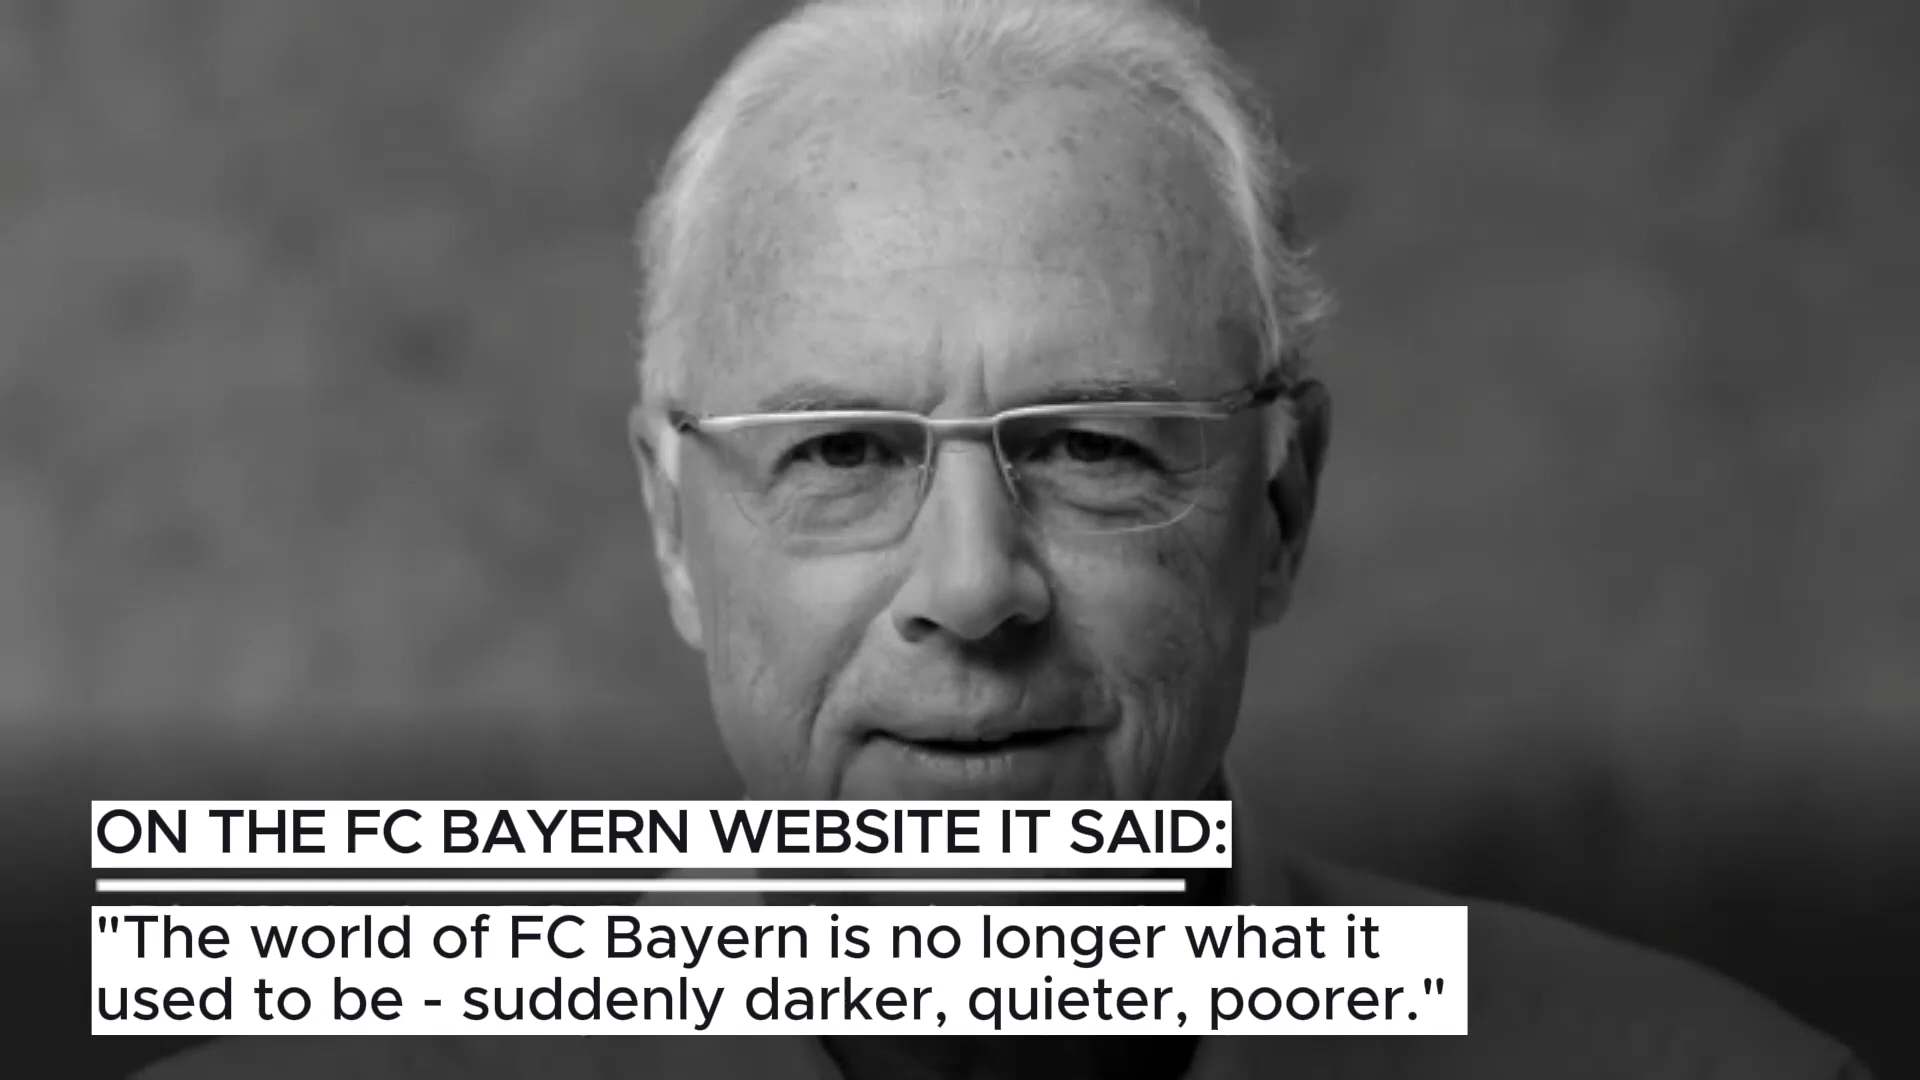 ON THE FC BAYERN WEBSITE IT SAID:
"The world of FC Bayern is no longer what it
used to be - suddenly darker, quieter, poorer."